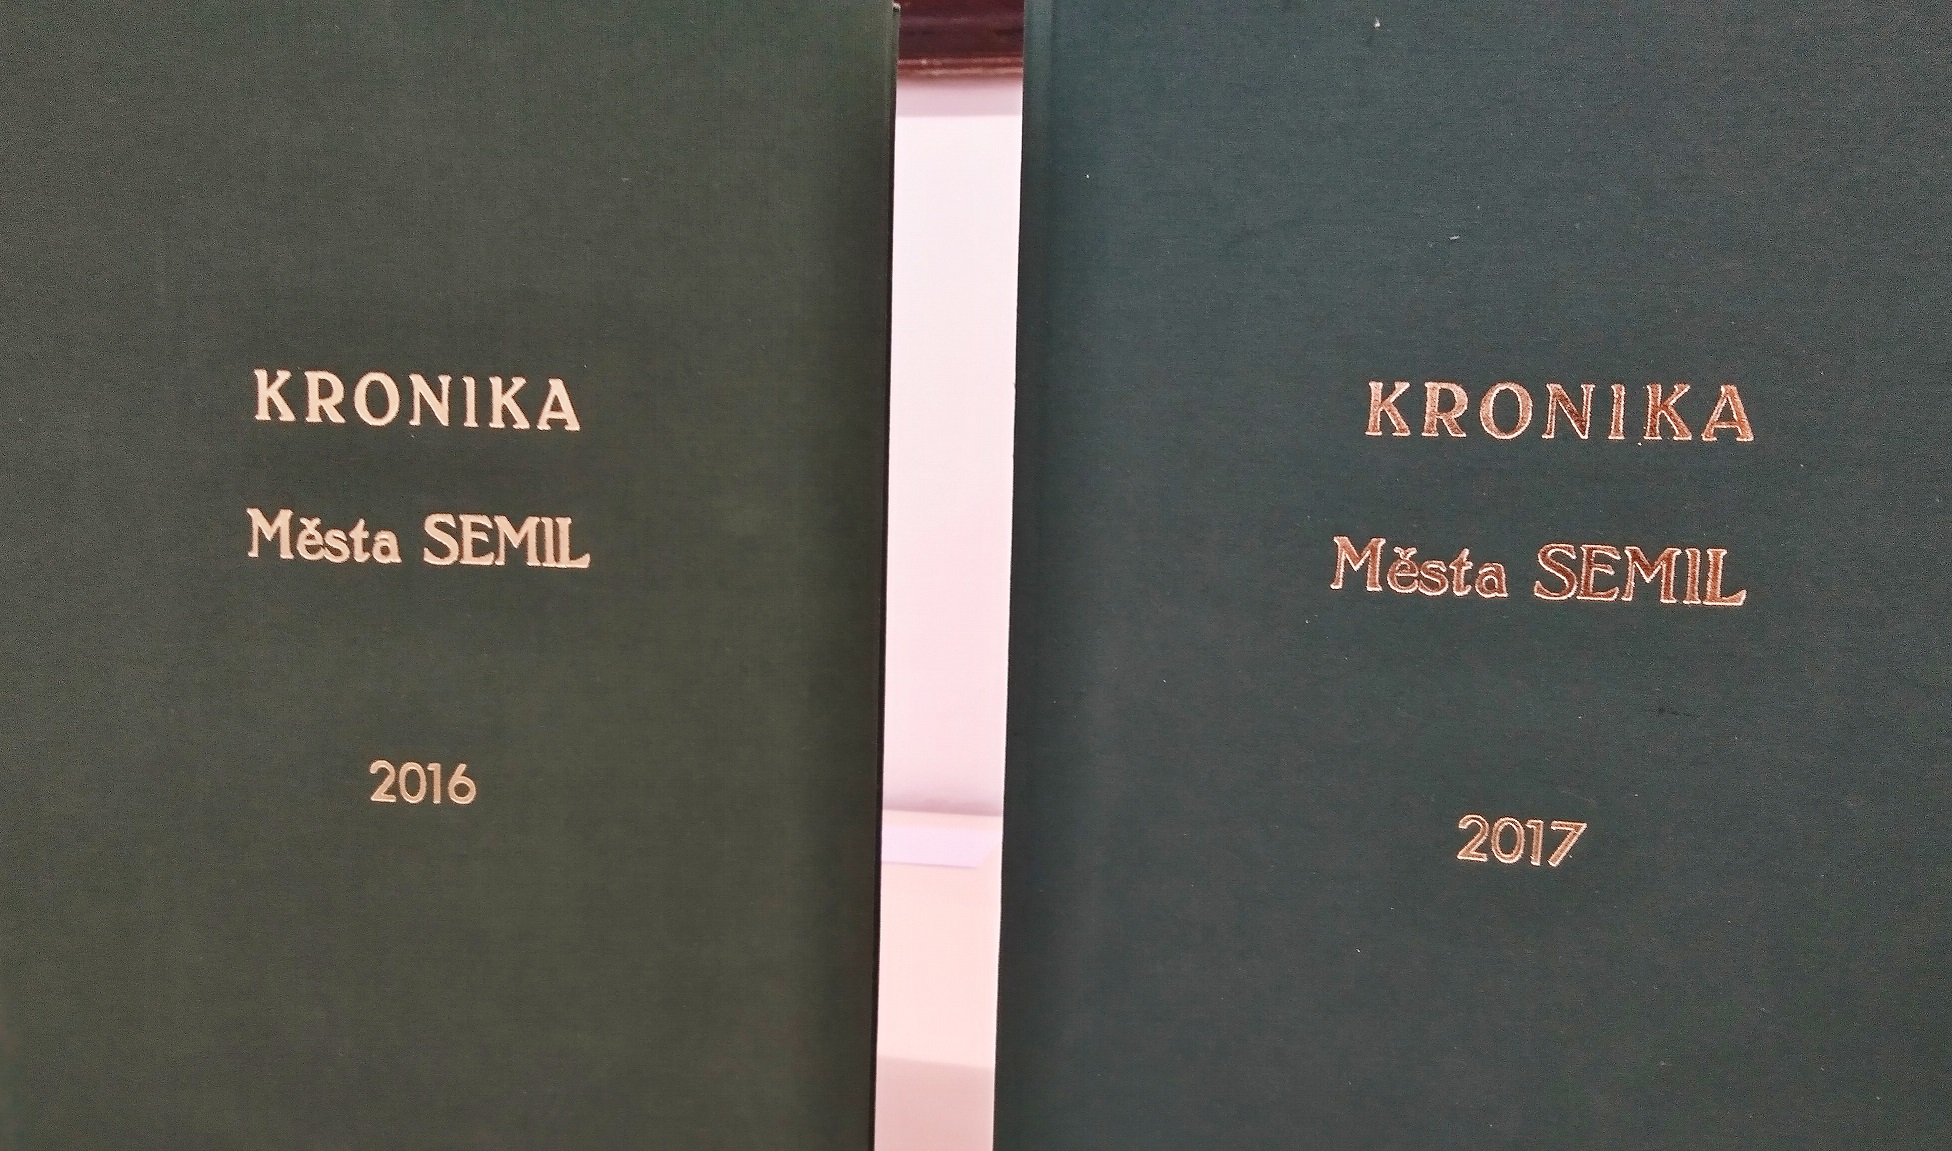 KRONIKA
Města SEMIL
2016
KRONIKA
Města SEMIL
2017